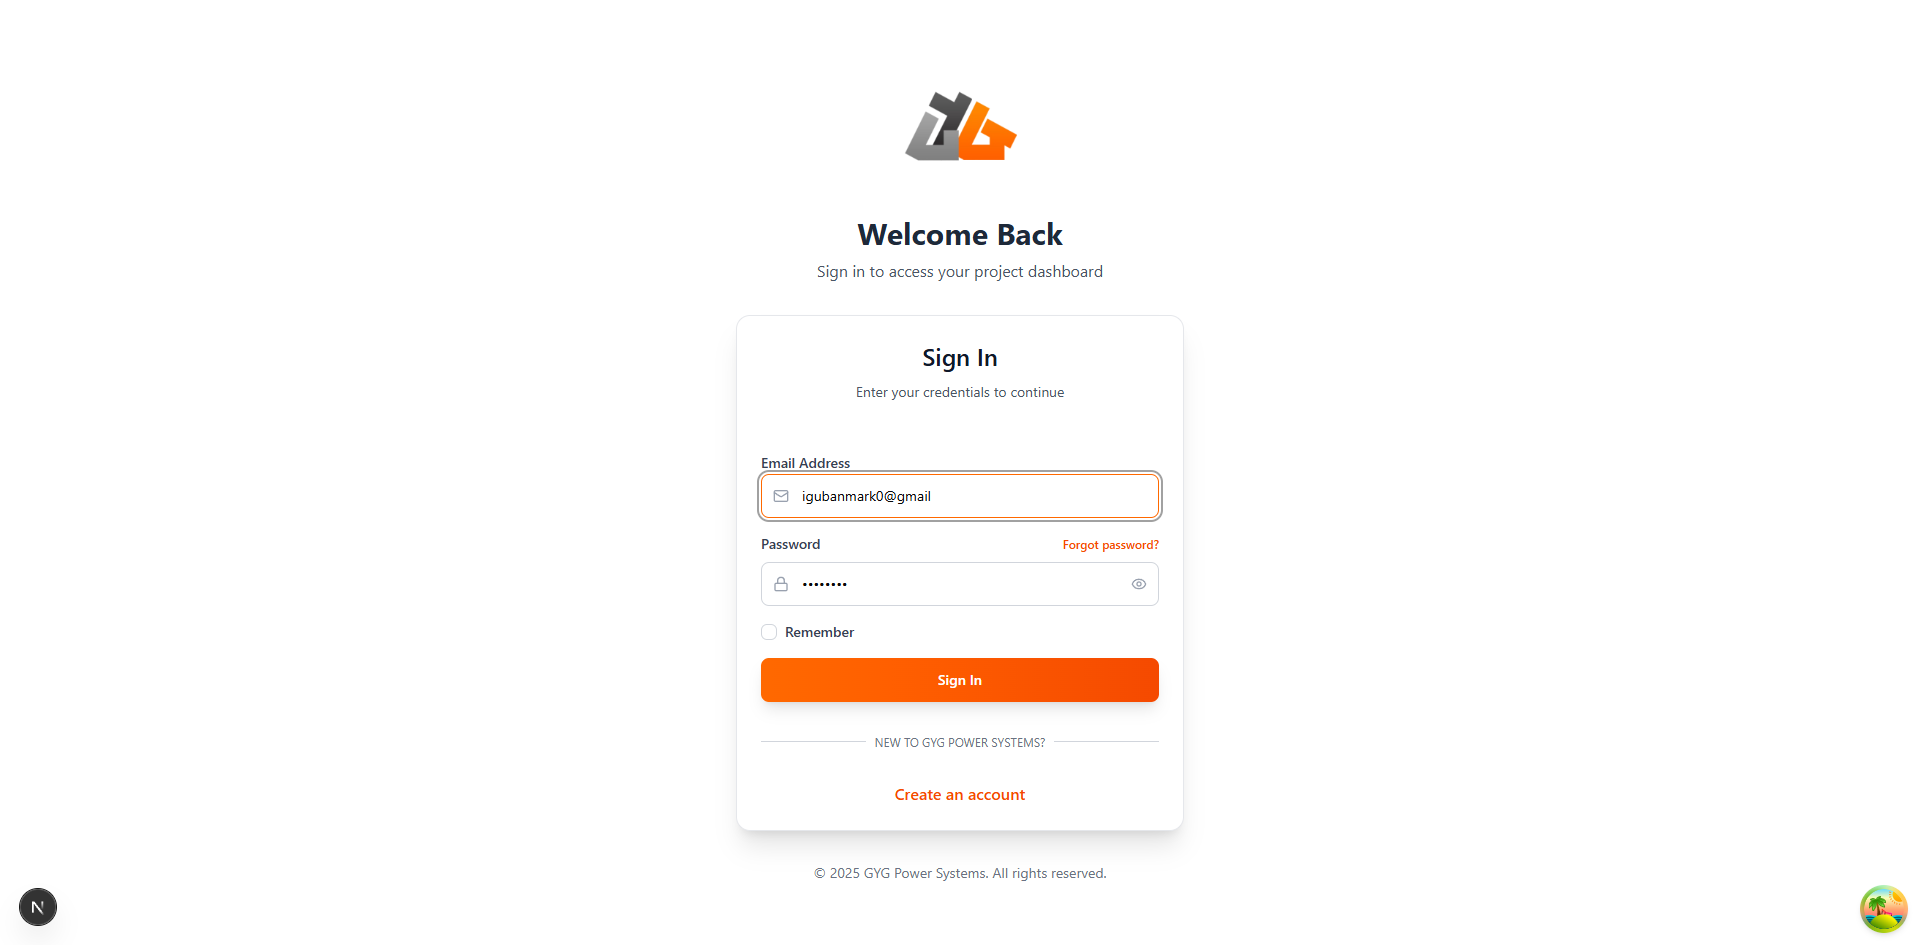 Welcome Back
Sign in to access your project dashboard
Sign In
Enter your credentials to continue
Email Address
igubanmark0@gmail
Password
Forgot password?
••••••••
Remember
Sign In
NEW TO GYG POWER SYSTEMS?
Create an account
© 2025 GYG Power Systems. All rights reserved.
N